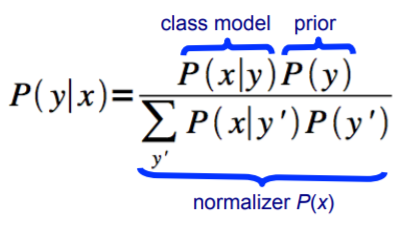 class model prior
P(x|y)P(y)
P(y|x)=
∑ P(x|y')P(y')
y'
normalizer P(x)